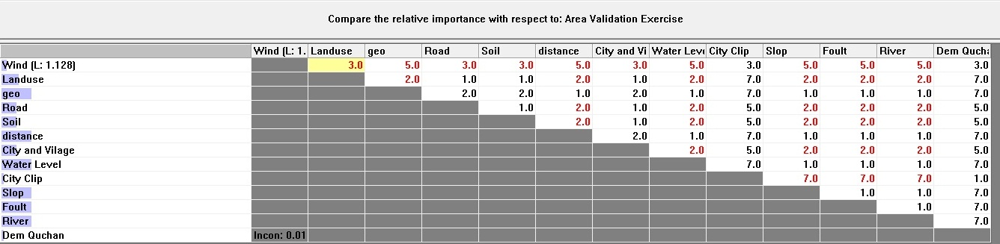 Compare the relative importance with respect to: Area Validation Exercise
Wind (L: 1. Landuse geo Road Soil distance City and Vi Water Leve City Clip Slop Foult River Dem Qucha
Wind (L: 1.128) 3.0 5.0 3.0 3.0 5.0 3.0 5.0 3.0 5.0 5.0 5.0 3.0
Landuse 2.0 1.0 1.0 2.0 1.0 2.0 7.0 2.0 2.0 2.0 7.0
geo 2.0 2.0 1.0 2.0 1.0 7.0 1.0 1.0 1.0 7.0
Road 1.0 2.0 1.0 2.0 5.0 2.0 2.0 2.0 5.0
Soil 2.0 1.0 2.0 5.0 2.0 2.0 2.0 5.0
distance 2.0 1.0 7.0 1.0 1.0 1.0 7.0
City and Vilage 2.0 5.0 2.0 2.0 2.0 5.0
Water Level 7.0 1.0 1.0 1.0 7.0
City Clip 7.0 7.0 7.0 1.0
Slop 1.0 1.0 7.0
Foult 1.0 7.0
River 7.0
Dem Quchan Incon: 0.01